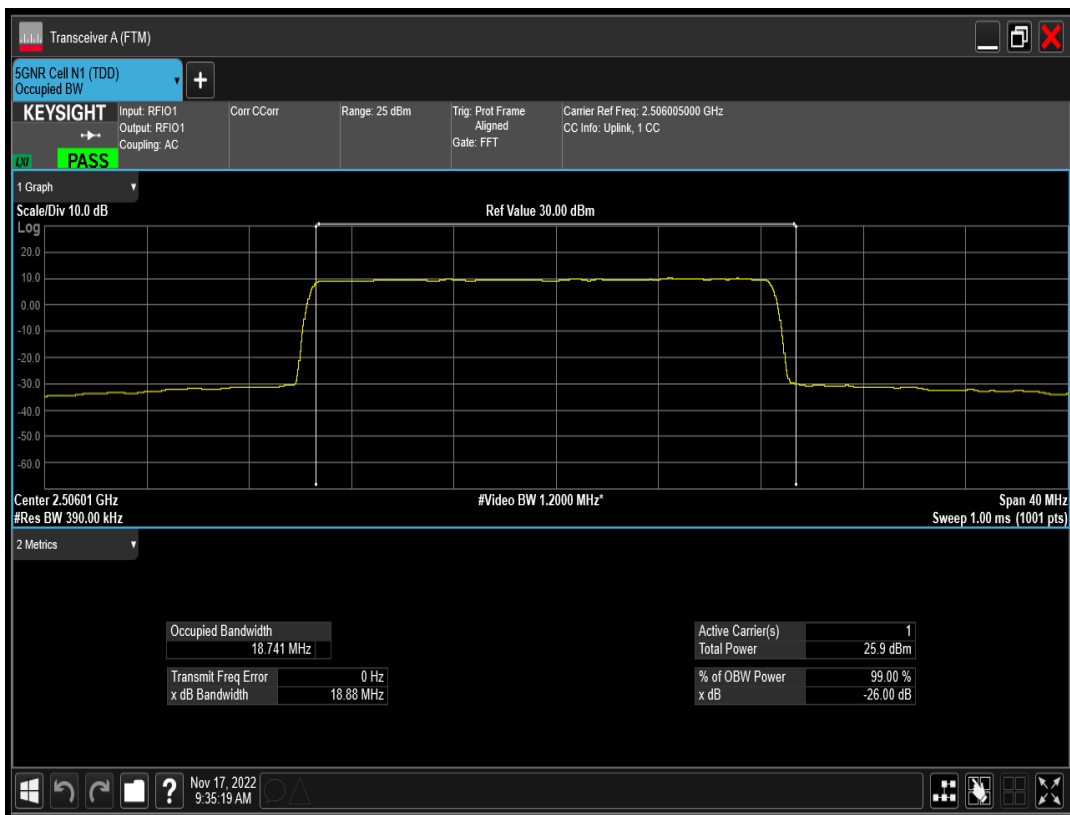 Transceiver A (FTM)
5GNR Cell N1 (TDD)
Occupied BW
+
KEYSIGHT
LXI
PASS
Input: RFIO1
Output: RFIO1
Coupling: AC
Corr CCorr
Range: 25 dBm
Trig: Prot Frame
Aligned
Gate: FFT
Carrier Ref Freq: 2.506005000 GHz
CC Info: Uplink, 1 CC
1 Graph
Scale/Div 10.0 dB
Ref Value 30.00 dBm
Log
20.0
10.0
0.00
-10.0
-20.0
-30.0
-40.0
-50.0
-60.0
Center 2.50601 GHz
#Video BW 1.2000 MHz*
Span 40 MHz
#Res BW 390.00 kHz
Sweep 1.00 ms (1001 pts)
2 Metrics
Occupied Bandwidth
18.741 MHz
Transmit Freq Error 0 Hz
x dB Bandwidth 18.88 MHz
Active Carrier(s) 1
Total Power 25.9 dBm
% of OBW Power 99.00 %
x dB -26.00 dB
?
Nov 17, 2022
9:35:19 AM